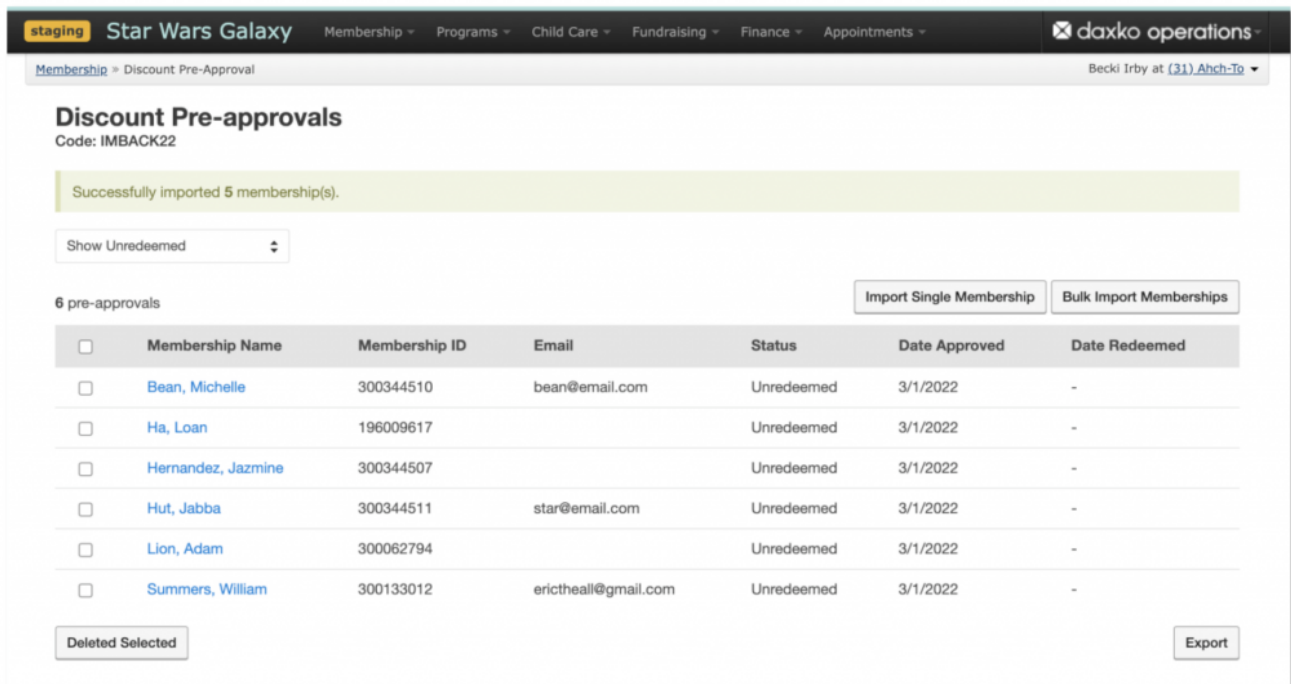 staging Star Wars Galaxy Membership Programs Child Care Fundraising Finance Appointments daxko operations
Membership » Discount Pre-Approval Becki Irby at (31) Ahch-To
Discount Pre-approvals
Code: IMBACK22
Successfully imported 5 membership(s).
Show Unredeemed
6 pre-approvals Import Single Membership Bulk Import Memberships
Membership Name Membership ID Email Status Date Approved Date Redeemed
Bean, Michelle 300344510 bean@email.com Unredeemed 3/1/2022 -
Ha, Loan 196009617 Unredeemed 3/1/2022 -
Hernandez, Jazmine 300344507 Unredeemed 3/1/2022 -
Hut, Jabba 300344511 star@email.com Unredeemed 3/1/2022 -
Lion, Adam 300062794 Unredeemed 3/1/2022 -
Summers, William 300133012 erictheall@gmail.com Unredeemed 3/1/2022 -
Deleted Selected Export